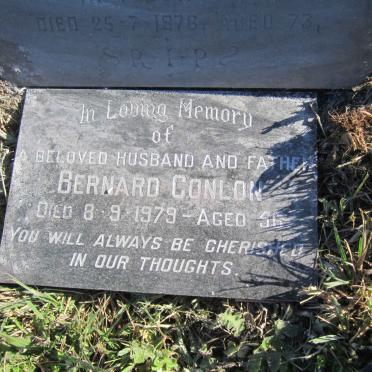 DIED 25-7-1976, AGED 73,
In Loving Memory
of
A BELOVED HUSBAND AND FATHER
BERNARD CONLON
DIED 8-9-1979-AGED
YOU WILL ALWAYS BE CHERISHED
IN OUR THOUGHTS.